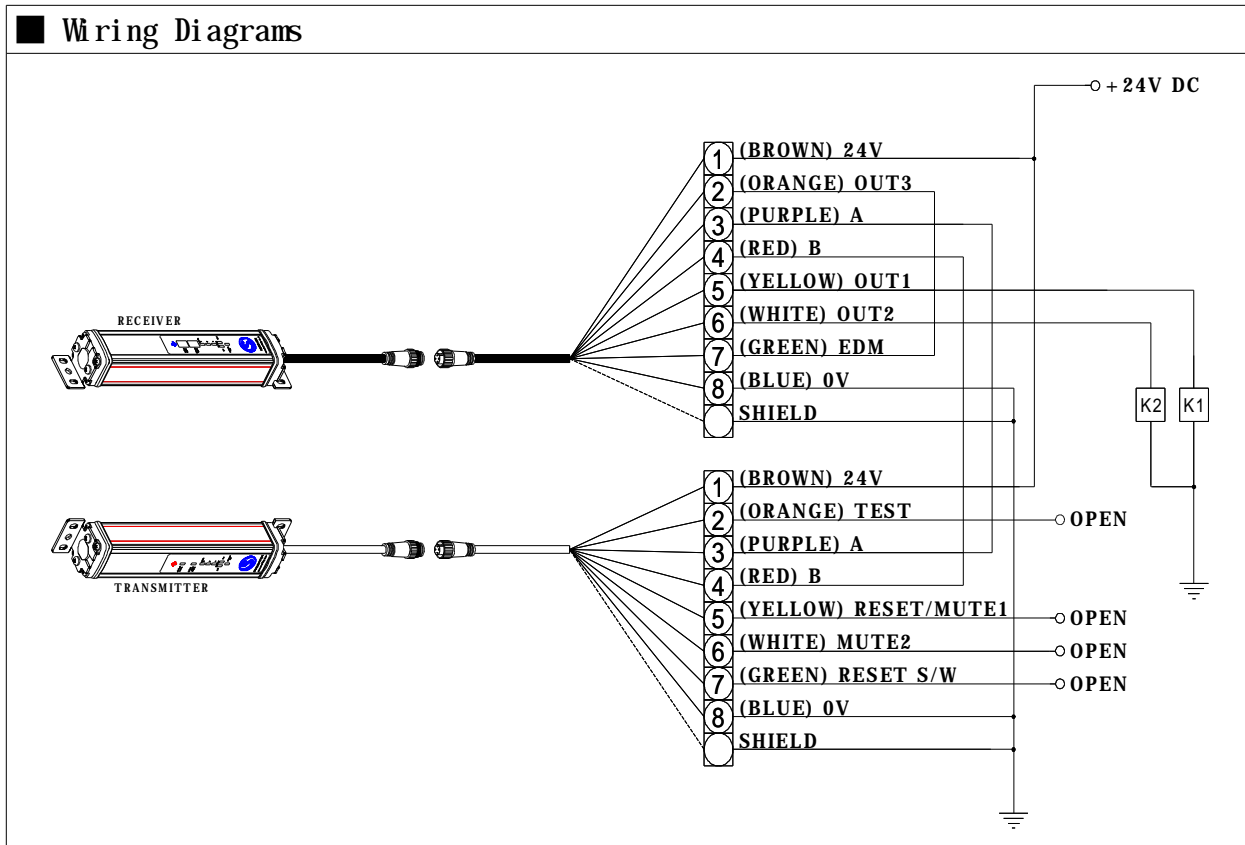 Wiring Diagrams
+24V DC
1 (BROWN) 24V
2 (ORANGE) OUT3
3 (PURPLE) A
4 (RED) B
5 (YELLOW) OUT1
6 (WHITE) OUT2
7 (GREEN) EDM
8 (BLUE) 0V
SHIELD
RECEIVER
K2 K1
1 (BROWN) 24V
2 (ORANGE) TEST OPEN
3 (PURPLE) A
4 (RED) B
5 (YELLOW) RESET/MUTE1 OPEN
6 (WHITE) MUTE2 OPEN
7 (GREEN) RESET S/W OPEN
8 (BLUE) 0V
SHIELD
TRANSMITTER